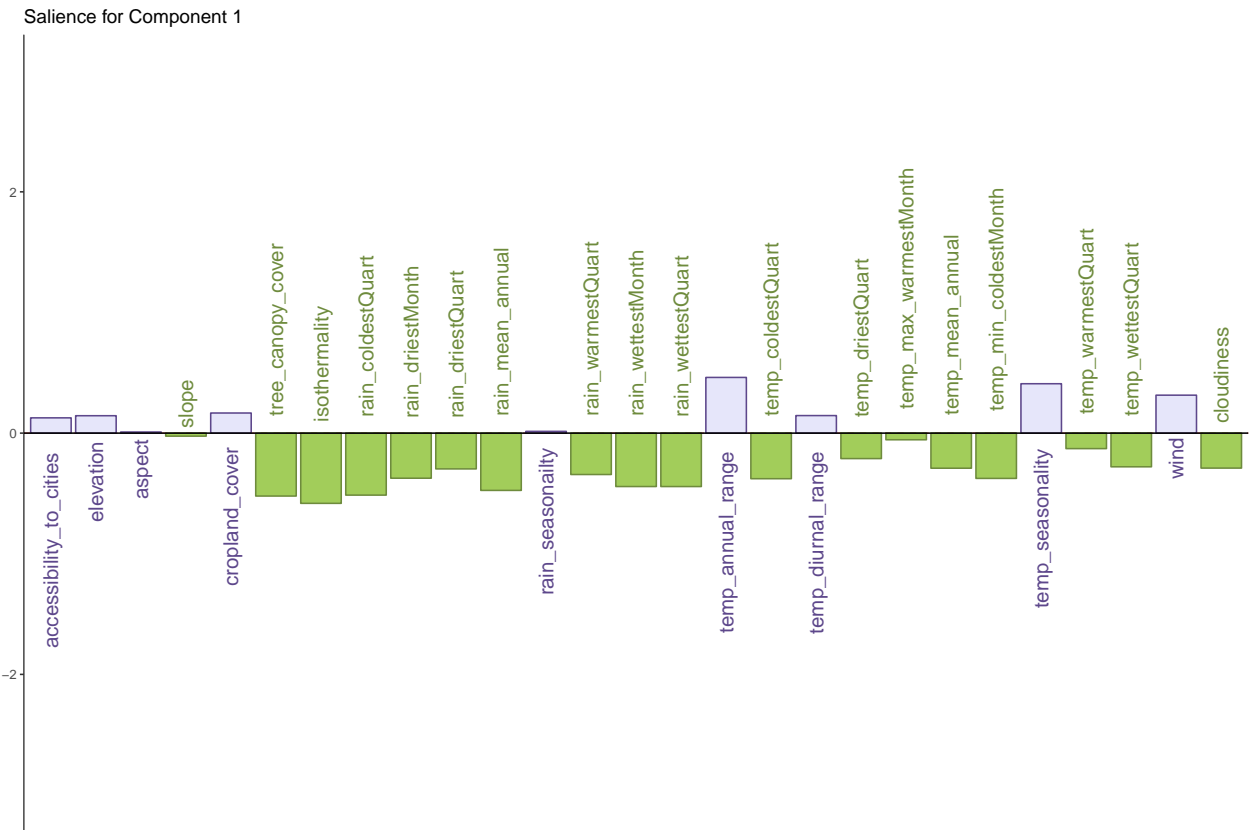 Salience for Component 1
2
0
−2
accessibility_to_cities
elevation
aspect
slope
cropland_cover
tree_canopy_cover
isothermality
rain_coldestQuart
rain_driestMonth
rain_driestQuart
rain_mean_annual
rain_seasonailty
rain_warmestQuart
rain_wettestMonth
rain_wettestQuart
temp_annual_range
temp_coldestQuart
temp_diurnal_range
temp_driestQuart
temp_max_warmestMonth
temp_mean_annual
temp_min_coldestMonth
temp_seasonality
temp_warmestQuart
temp_wettestQuart
wind
cloudiness